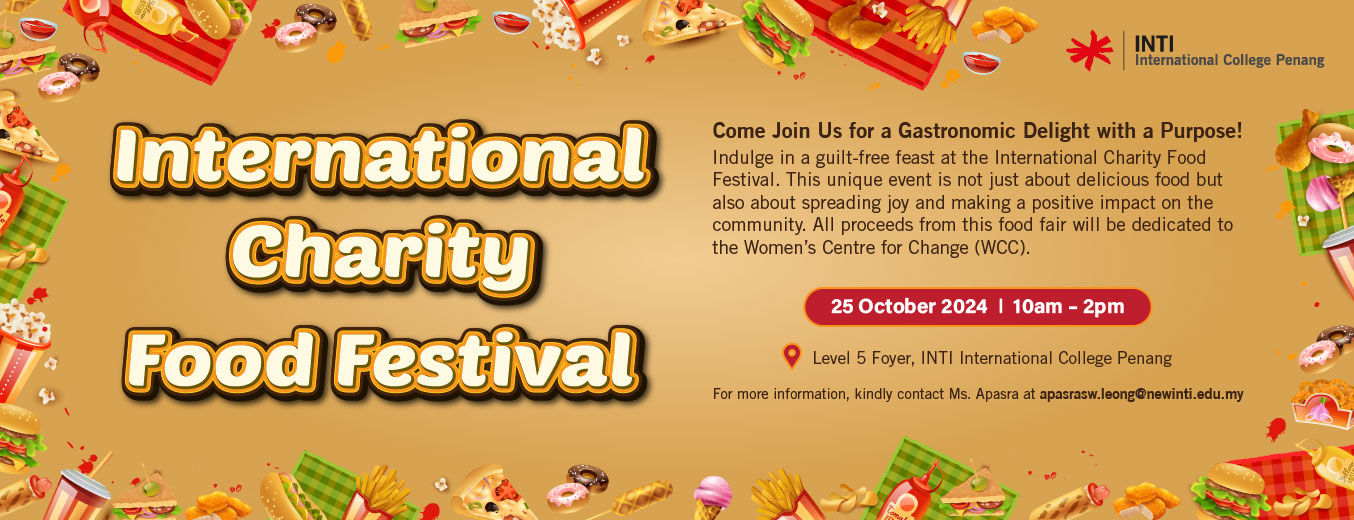 INTI
International College Penang
International
Charity
Food Festival
Come Join Us for a Gastronomic Delight with a Purpose!
Indulge in a guilt-free feast at the International Charity Food
Festival. This unique event is not just about delicious food but
also about spreading joy and making a positive impact on the
community. All proceeds from this food fair will be dedicated to
the Women’s Centre for Change (WCC).
25 October 2024 | 10am – 2pm
Level 5 Foyer, INTI International College Penang
For more information, kindly contact Ms. Apasra at apasrasw.leong@newinti.edu.my